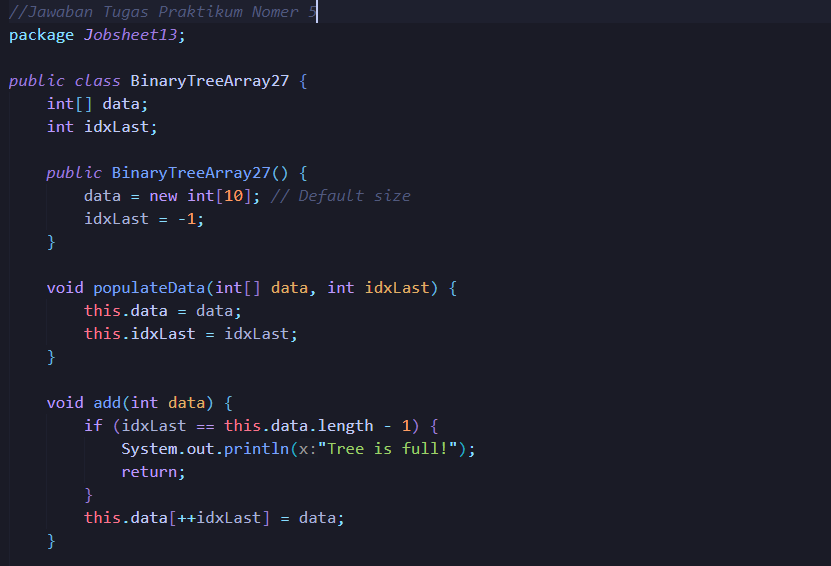 //Jawaban Tugas Praktikum Nomer 5
package Jobsheet13;
public class BinaryTreeArray27 {
int[] data;
int idxLast;
public BinaryTreeArray27() {
data = new int[10]; // Default size
idxLast = -1;
}
void populateData(int[] data, int idxLast) {
this.data = data;
this.idxLast = idxLast;
}
void add(int data) {
if (idxLast == this.data.length - 1) {
System.out.println(x:"Tree is full!");
return;
}
this.data[++idxLast] = data;
}